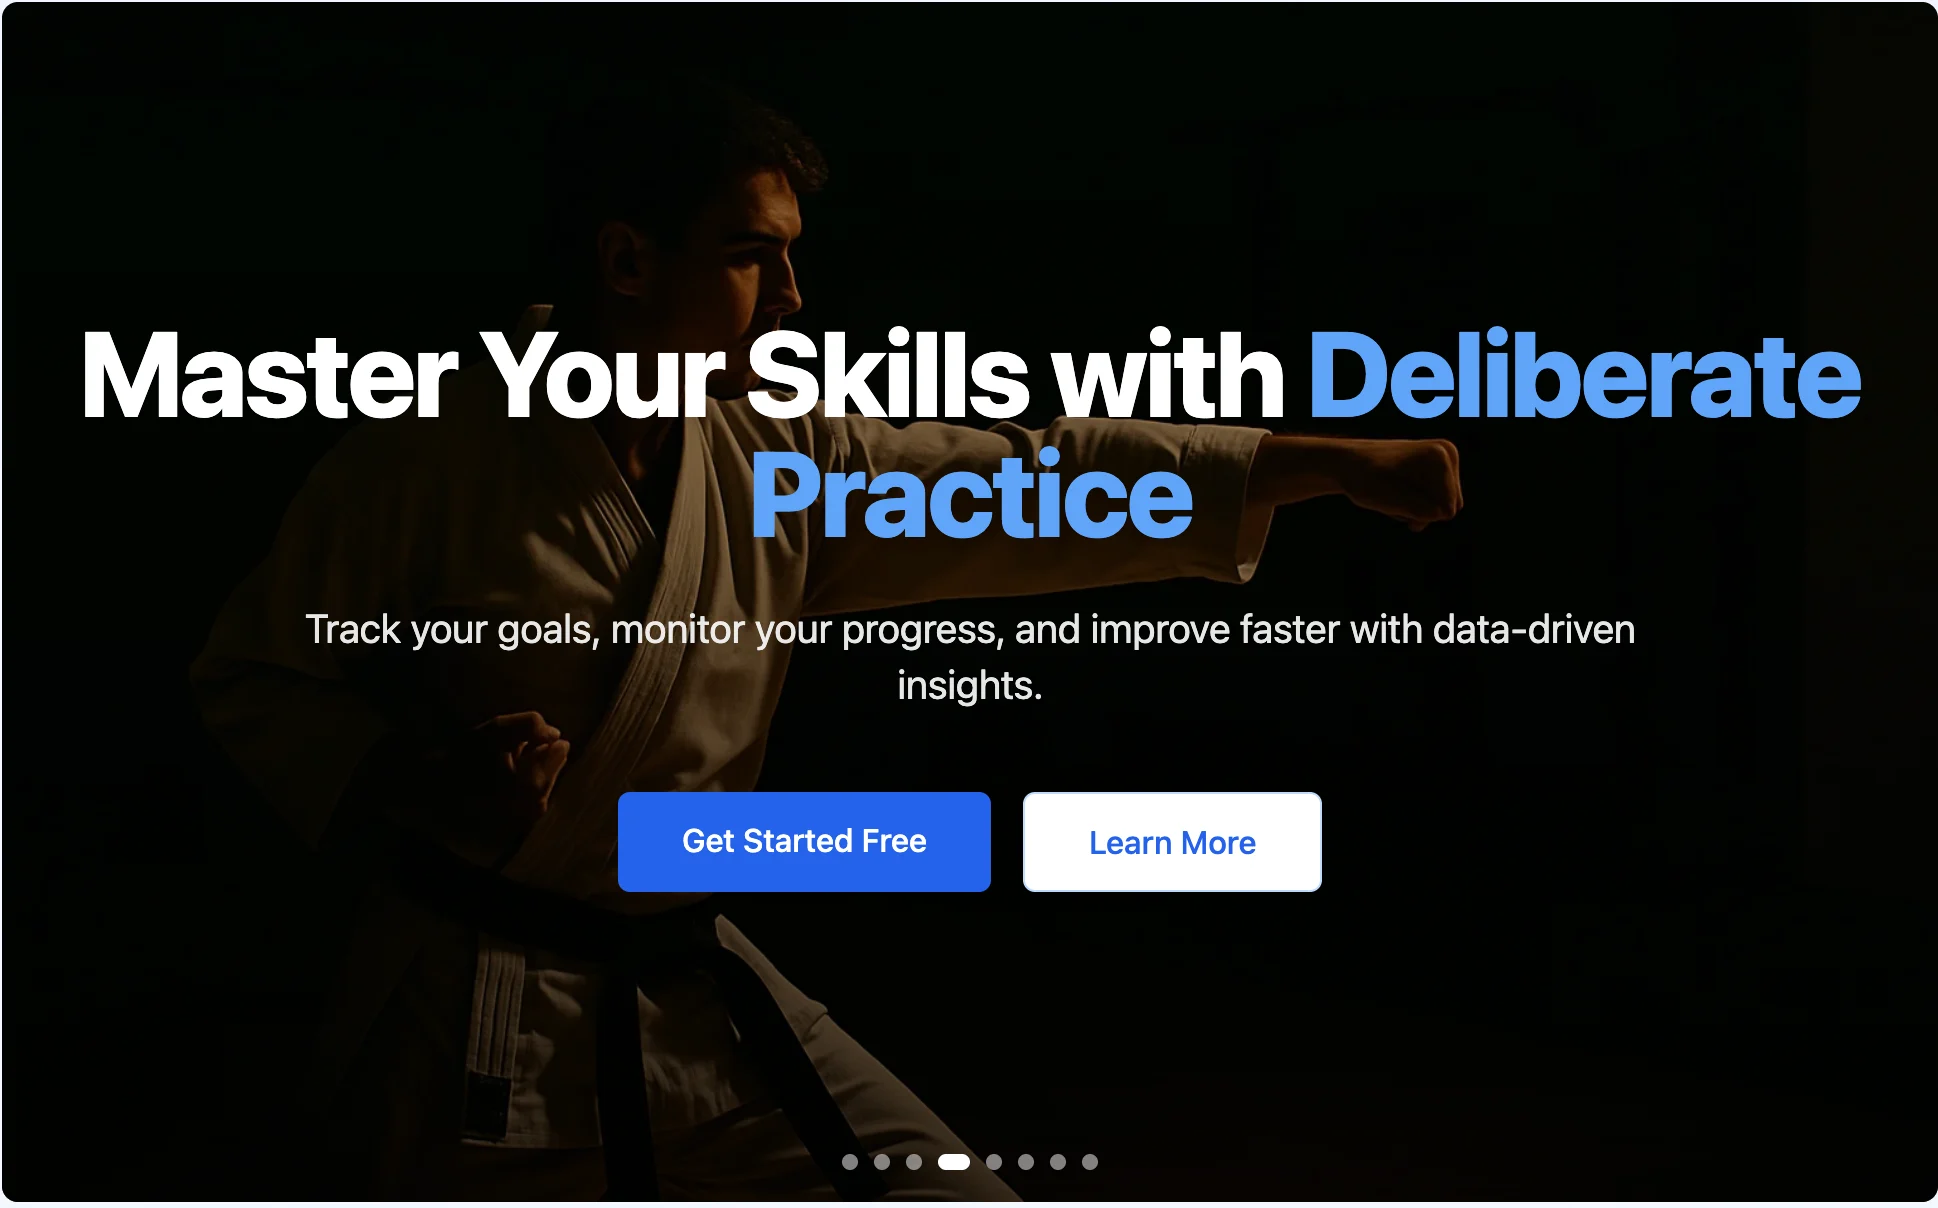 Master Your Skills with Deliberate
Practice
Track your goals, monitor your progress, and improve faster with data-driven
insights.
Get Started Free
Learn More